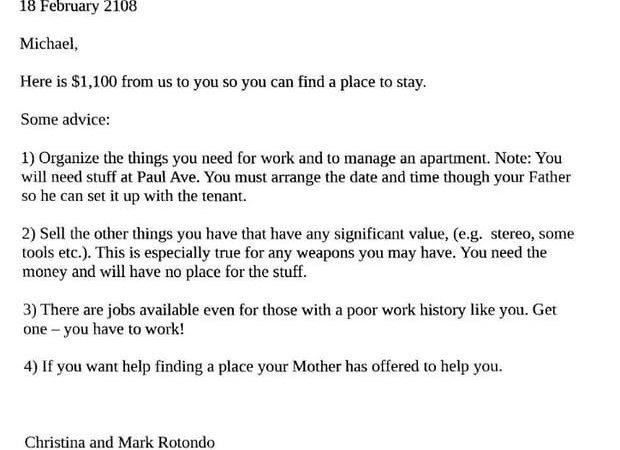 18 February 2108
Michael,
Here is $1,100 from us to you so you can find a place to stay.
Some advice:
1) Organize the things you need for work and to manage an apartment. Note: You
will need stuff at Paul Ave. You must arrange the date and time though your Father
so he can set it up with the tenant.
2) Sell the other things you have that have any significant value, (e.g. stereo, some
tools etc.). This is especially true for any weapons you may have. You need the
money and will have no place for the stuff.
3) There are jobs available even for those with a poor work history like you. Get
one – you have to work!
4) If you want help finding a place your Mother has offered to help you.
Christina and Mark Rotondo